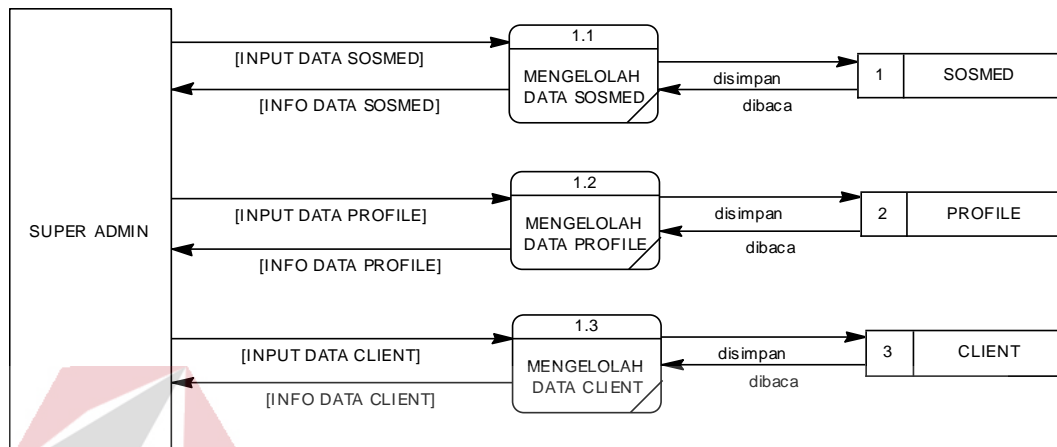 SUPER ADMIN
[INPUT DATA SOSMED]
[INFO DATA SOSMED]
1.1
MENGELOLAH
DATA SOSMED
disimpan
dibaca
1 SOSMED
[INPUT DATA PROFILE]
[INFO DATA PROFILE]
1.2
MENGELOLAH
DATA PROFILE
disimpan
dibaca
2 PROFILE
[INPUT DATA CLIENT]
[INFO DATA CLIENT]
1.3
MENGELOLAH
DATA CLIENT
disimpan
dibaca
3 CLIENT